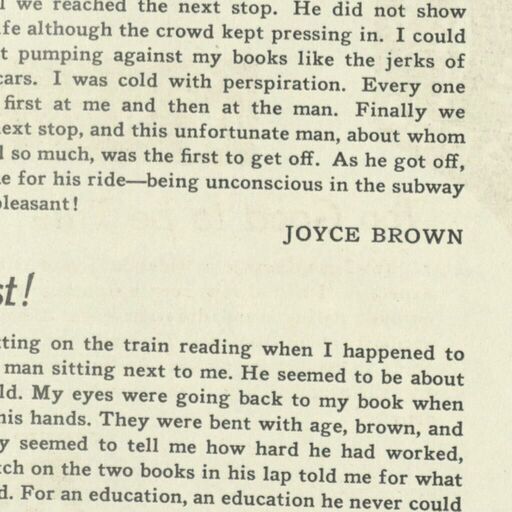 we reached the next stop. He did not show
although the crowd kept pressing in. I could
pumping against my books like the jerks of
I was cold with perspiration. Every one
first at me and then at the man. Finally we
stop, and this unfortunate man, about whom
so much, was the first to get off. As he got off,
for his ride—being unconscious in the subway
pleasant!
JOYCE BROWN
st!
on the train reading when I happened to
man sitting next to me. He seemed to be about
My eyes were going back to my book when
his hands. They were bent with age, brown, and
seemed to tell me how hard he had worked,
on the two books in his lap told me for what
For an education, an education he never could